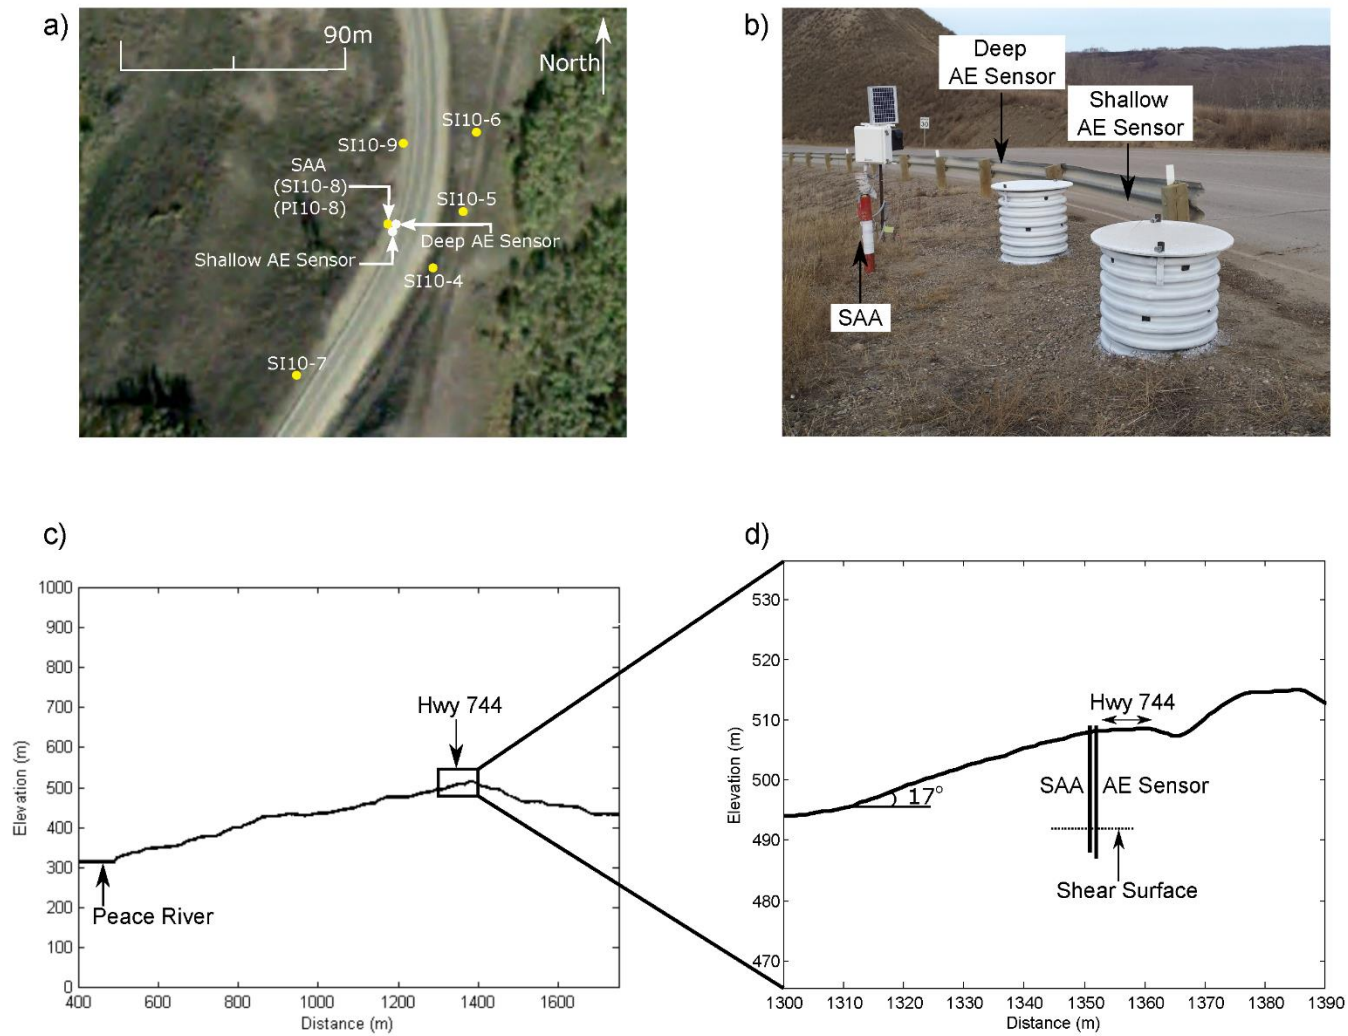 a)
90m
North
SI10-6
SI10-9
SAA
(SI10-8)
(PI10-8)
SI10-5
Deep AE Sensor
Shallow AE Sensor
SI10-4
SI10-7
b)
Deep
AE Sensor
Shallow
AE Sensor
SAA
c)
1000
900
800
700
600
500
400
300
200
100
0
Elevation (m)
Hwy 744
Peace River
400
600
800
1000
1200
1400
1600
Distance (m)
d)
530
520
510
500
490
480
470
Elevation (m)
Hwy 744
17°
SAA
AE Sensor
Shear Surface
1300
1310
1320
1330
1340
1350
1360
1370
1380
1390
Distance (m)